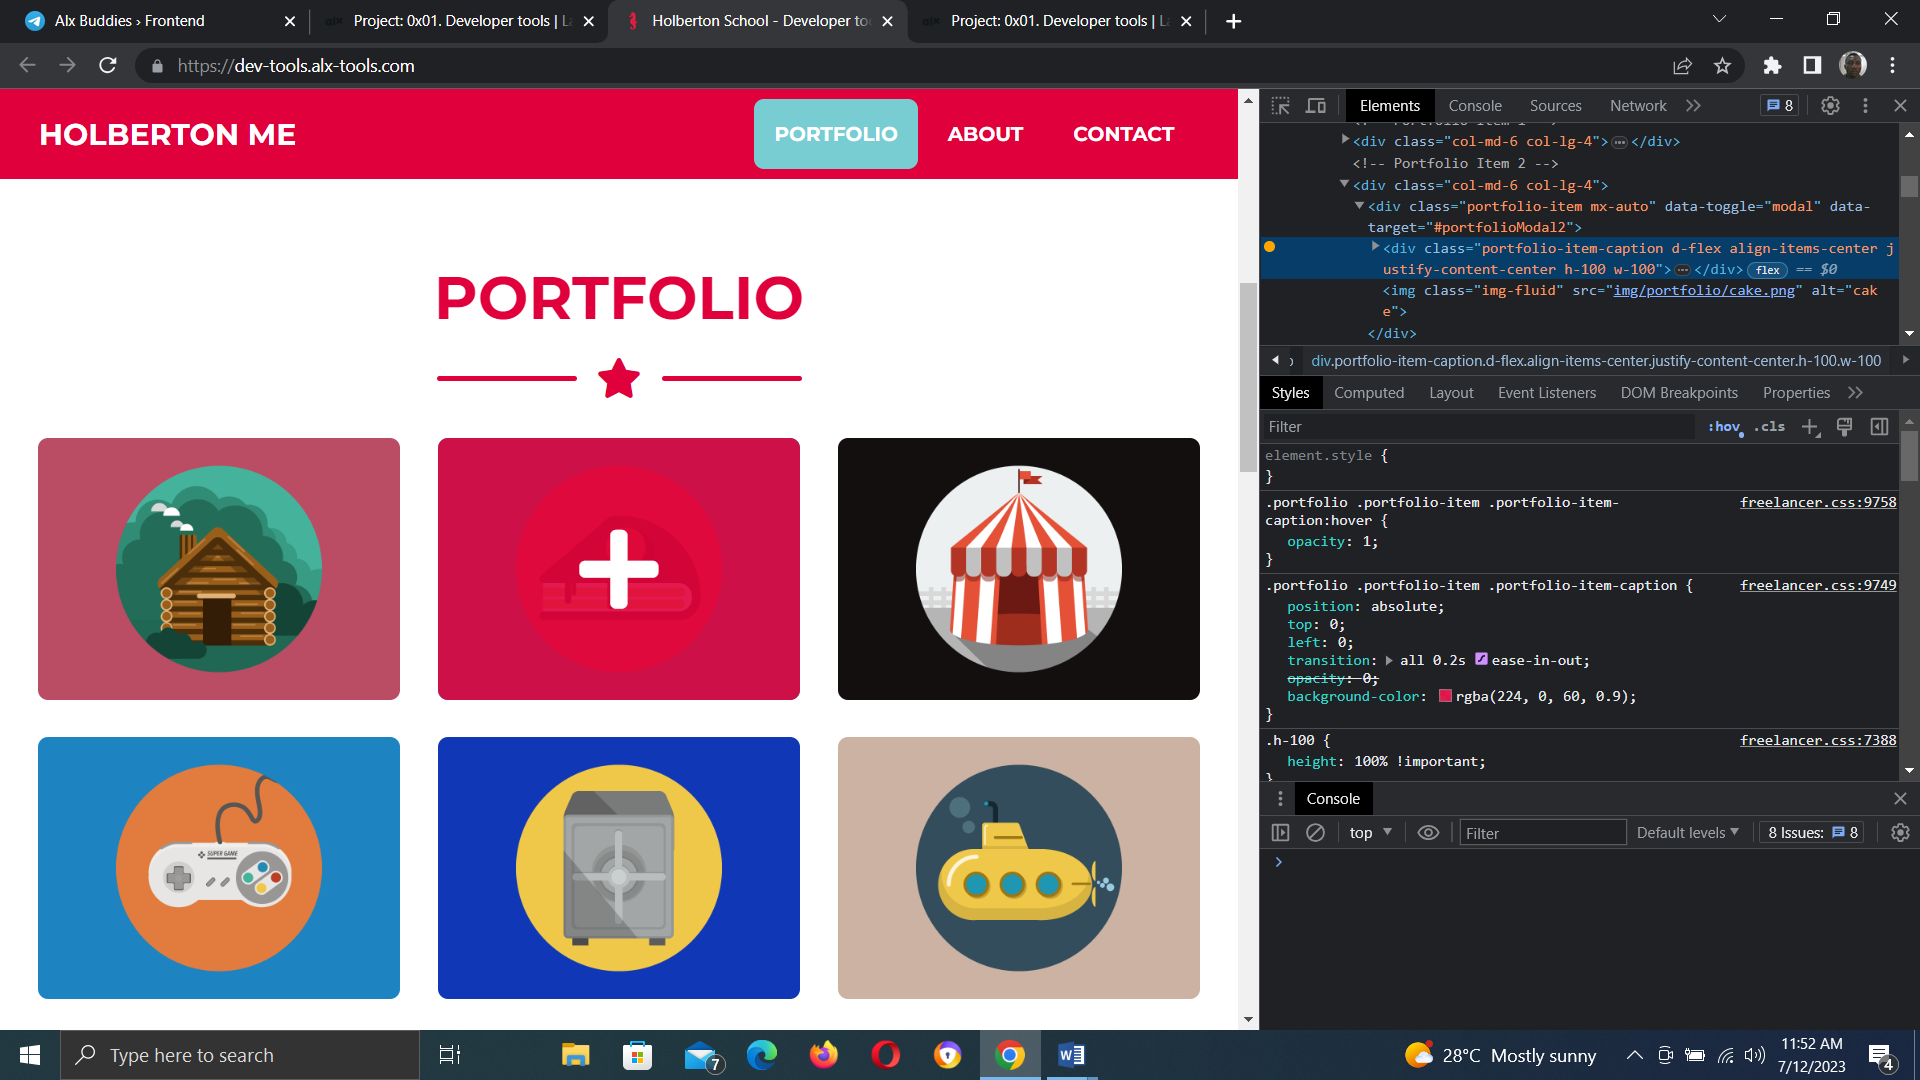 Alx Buddies › Frontend
Project: 0x01. Developer tools |
Holberton School - Developer to
Project: 0x01. Developer tools |
https://dev-tools.alx-tools.com
HOLBERTON ME
PORTFOLIO
ABOUT
CONTACT
PORTFOLIO
SUPER GAME
Elements
Console
Sources
Network
8
<div class="col-md-6 col-lg-4">…</div>
<!-- Portfolio Item 2 -->
<div class="col-md-6 col-lg-4">
<div class="portfolio-item mx-auto" data-toggle="modal" data-
target="#portfolioModal2">
<div class="portfolio-item-caption d-flex align-items-center j
ustify-content-center h-100 w-100">…</div> flex == $0
<img class="img-fluid" src="img/portfolio/cake.png" alt="cak
e">
</div>
div.portfolio-item-caption.d-flex.align-items-center.justify-content-center.h-100.w-100
Styles
Computed
Layout
Event Listeners
DOM Breakpoints
Properties
Filter
:hov .cls
element.style {
}
.portfolio .portfolio-item .portfolio-item-
caption:hover {
freelancer.css:9758
opacity: 1;
}
.portfolio .portfolio-item .portfolio-item-caption {
freelancer.css:9749
position: absolute;
top: 0;
left: 0;
transition: all 0.2s ease-in-out;
opacity: 0;
background-color: rgba(224, 0, 60, 0.9);
}
.h-100 {
freelancer.css:7388
height: 100% !important;
}
Console
top
Filter
Default levels
8 Issues: 8
Type here to search
7
28°C Mostly sunny
11:52 AM
7/12/2023
4